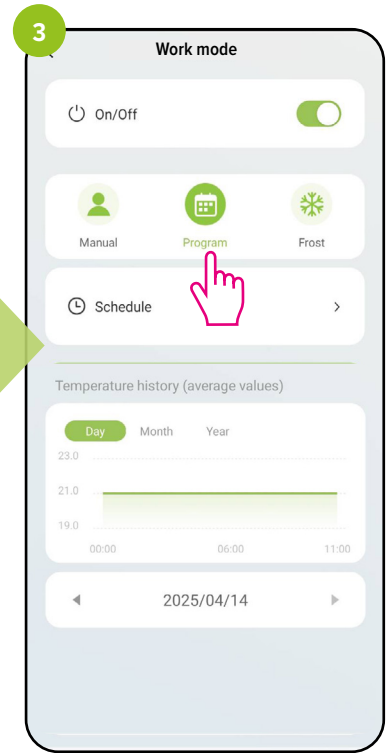 3
Work mode
On/Off
Manual Program Frost
Schedule
Temperature history (average values)
Day Month Year
23.0
21.0
19.0
00:00 06:00 11:00
2025/04/14